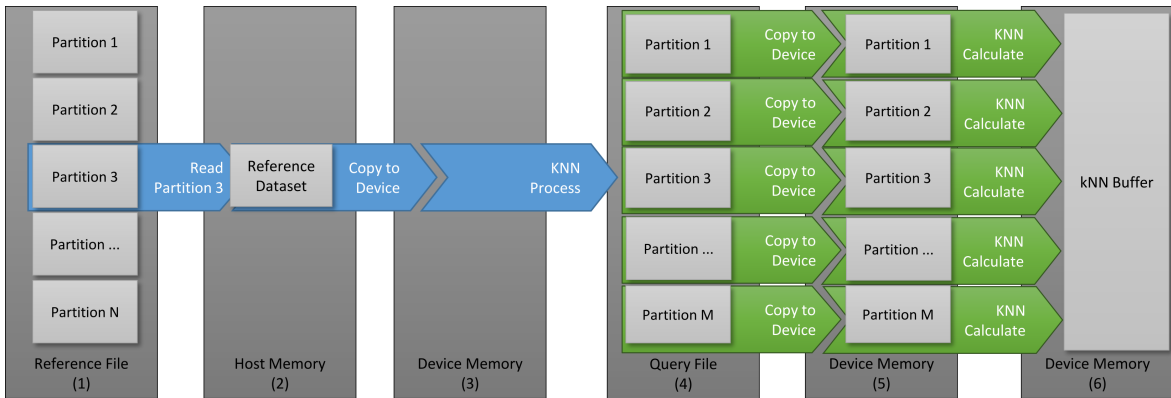 Partition 1
Partition 2
Partition 3
Partition ...
Partition N
Reference File
(1)
Read
Partition 3
Reference
Dataset
Host Memory
(2)
Copy to
Device
KNN
Process
Device Memory
(3)
Partition 1
Copy to
Device
Partition 2
Copy to
Device
Partition 3
Copy to
Device
Partition ...
Copy to
Device
Partition M
Copy to
Device
Query File
(4)
Partition 1
KNN
Calculate
Partition 2
KNN
Calculate
Partition 3
KNN
Calculate
Partition ...
KNN
Calculate
Partition M
KNN
Calculate
Device Memory
(5)
kNN Buffer
Device Memory
(6)